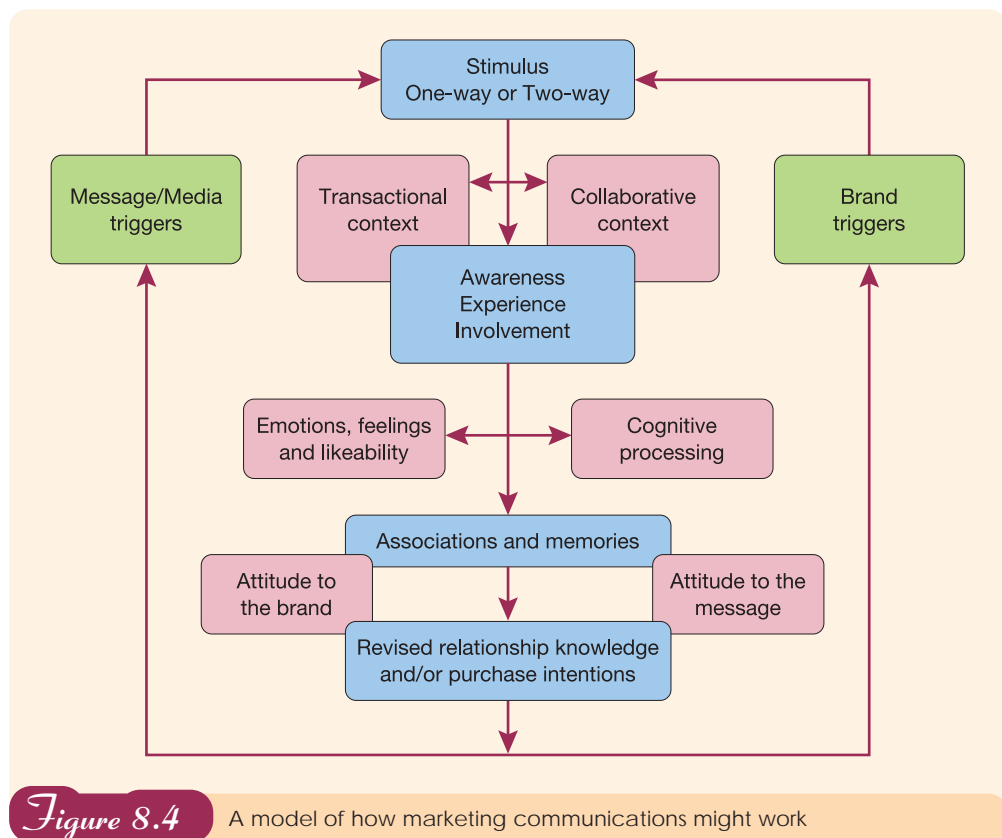 Stimulus
One-way or Two-way
Message/Media
triggers
Transactional
context
Collaborative
context
Brand
triggers
Awareness
Experience
Involvement
Emotions, feelings
and likeability
Cognitive
processing
Associations and memories
Attitude to
the brand
Attitude to the
message
Revised relationship knowledge
and/or purchase intentions
Figure 8.4 A model of how marketing communications might work